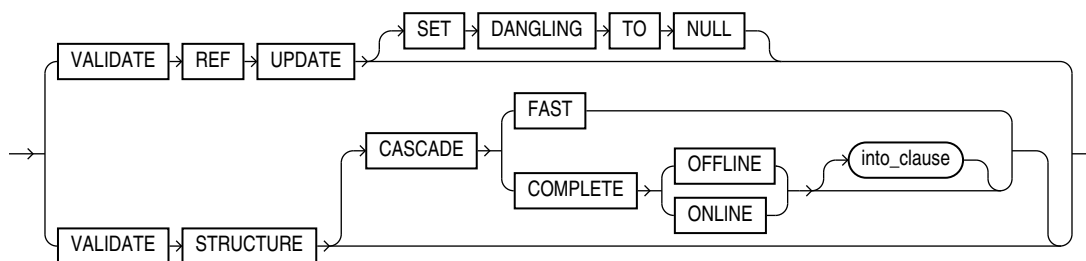 SET DANGLING TO NULL
VALIDATE REF UPDATE
FAST
CASCADE
OFFLINE into_clause
COMPLETE
ONLINE
VALIDATE STRUCTURE